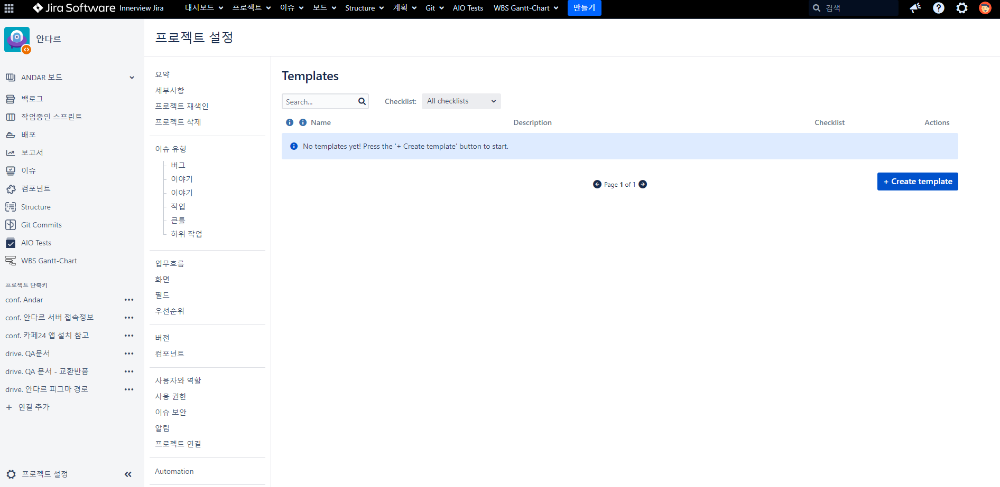 Jira Software Innerview Jira 대시보드 프로젝트 이슈 보드 Structure 계획 Git AIO Tests WBS Gantt-Chart 만들기 검색
안다르
ANDAR 보드
백로그
작업중인 스프린트
배포
보고서
이슈
컴포넌트
Structure
Git Commits
AIO Tests
WBS Gantt-Chart
프로젝트 단축키
conf. Andar
conf. 안다르 서버 접속정보
conf. 카페24 앱 설치 참고
drive. QA문서
drive. QA 문서 - 교환반품
drive. 안다르 피그마 경로
+ 연결 추가
프로젝트 설정
프로젝트 설정
요약
세부사항
프로젝트 재색인
프로젝트 삭제
이슈 유형
버그
이야기
이야기
작업
큰틀
하위 작업
업무흐름
화면
필드
우선순위
버전
컴포넌트
사용자와 역할
사용 권한
이슈 보안
알림
프로젝트 연결
Automation
Templates
Search... Checklist: All checklists
Name Description Checklist Actions
No templates yet! Press the '+ Create template' button to start.
Page 1 of 1
+ Create template